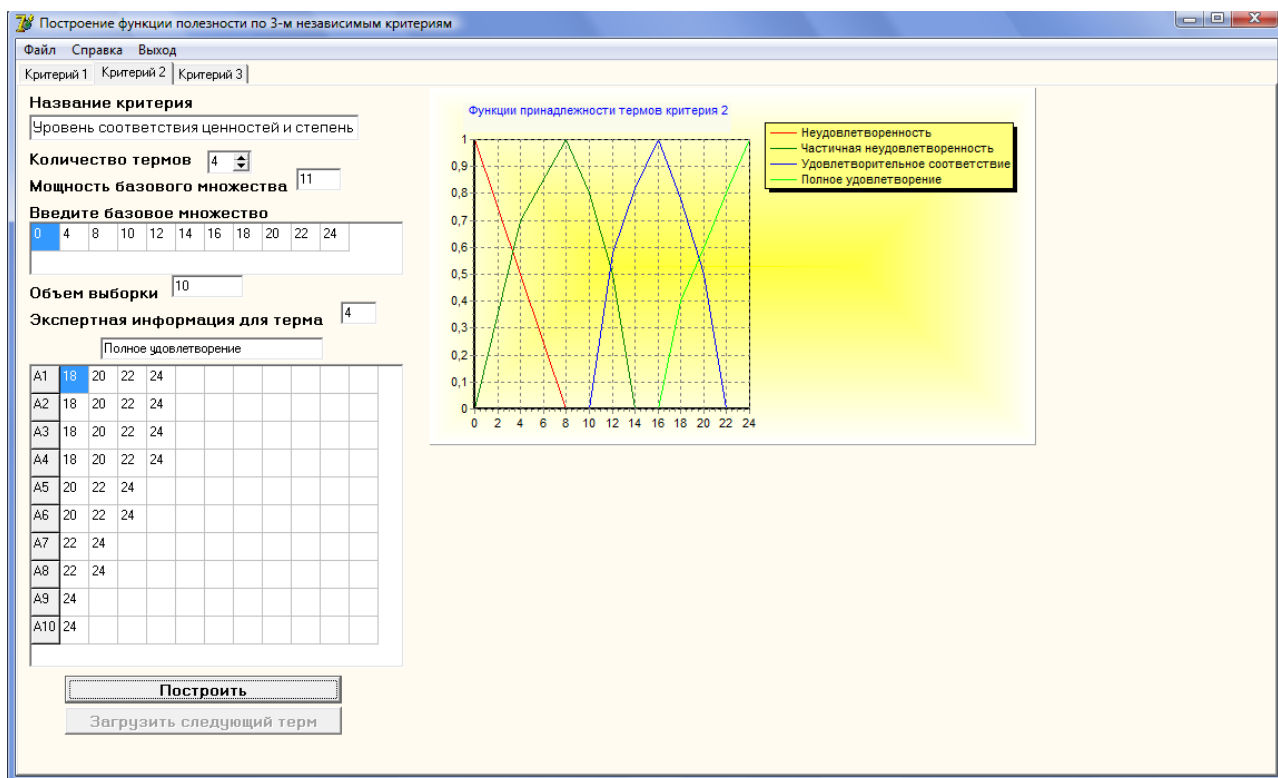 Построение функции полезности по 3-м независимым критериям
Файл Справка Выход
Критерий 1 Критерий 2 Критерий 3
Название критерия
Уровень соответствия ценностей и степень
Количество термов 4
Мощность базового множества 11
Введите базовое множество
0 4 8 10 12 14 16 18 20 22 24
Объем выборки 10
Экспертная информация для терма 4
Полное удовлетворение
A1 18 20 22 24
A2 18 20 22 24
A3 18 20 22 24
A4 18 20 22 24
A5 20 22 24
A6 20 22 24
A7 22 24
A8 22 24
A9 24
A10 24
Построить
Загрузить следующий терм
Функции принадлежности термов критерия 2
1
0,9
0,8
0,7
0,6
0,5
0,4
0,3
0,2
0,1
0
0 2 4 6 8 10 12 14 16 18 20 22 24
Неудовлетворенность
Частичная неудовлетворенность
Удовлетворительное соответствие
Полное удовлетворение